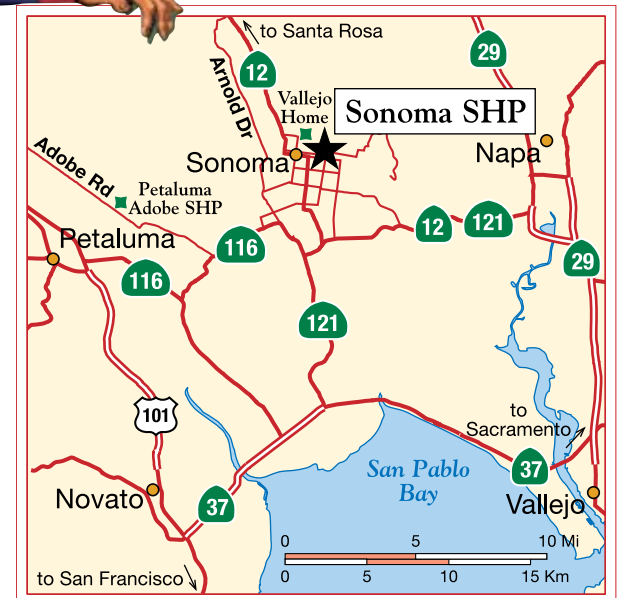 to Santa Rosa
29
12
Arnold Dr
Vallejo
Home
Sonoma SHP
Napa
Sonoma
Adobe Rd
Petaluma
Adobe SHP
12
121
116
Petaluma
29
116
121
101
to
Sacramento
San Pablo
Bay
37
Novato
37
Vallejo
0 5 10 Mi
0 5 10 15 Km
to San Francisco